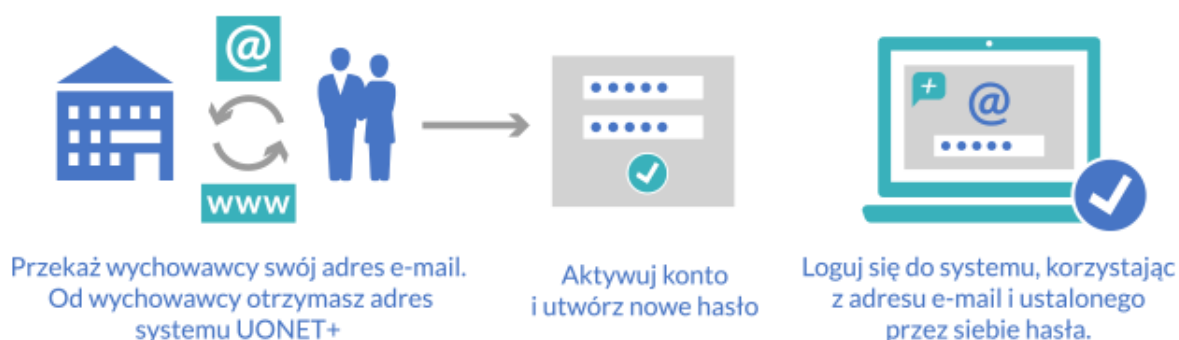 @
www
@
Przekaż wychowawcy swój adres e-mail.
Od wychowawcy otrzymasz adres
systemu UONET+
Aktywuj konto
i utwórz nowe hasło
Loguj się do systemu, korzystając
z adresu e-mail i ustalonego
przez siebie hasła.